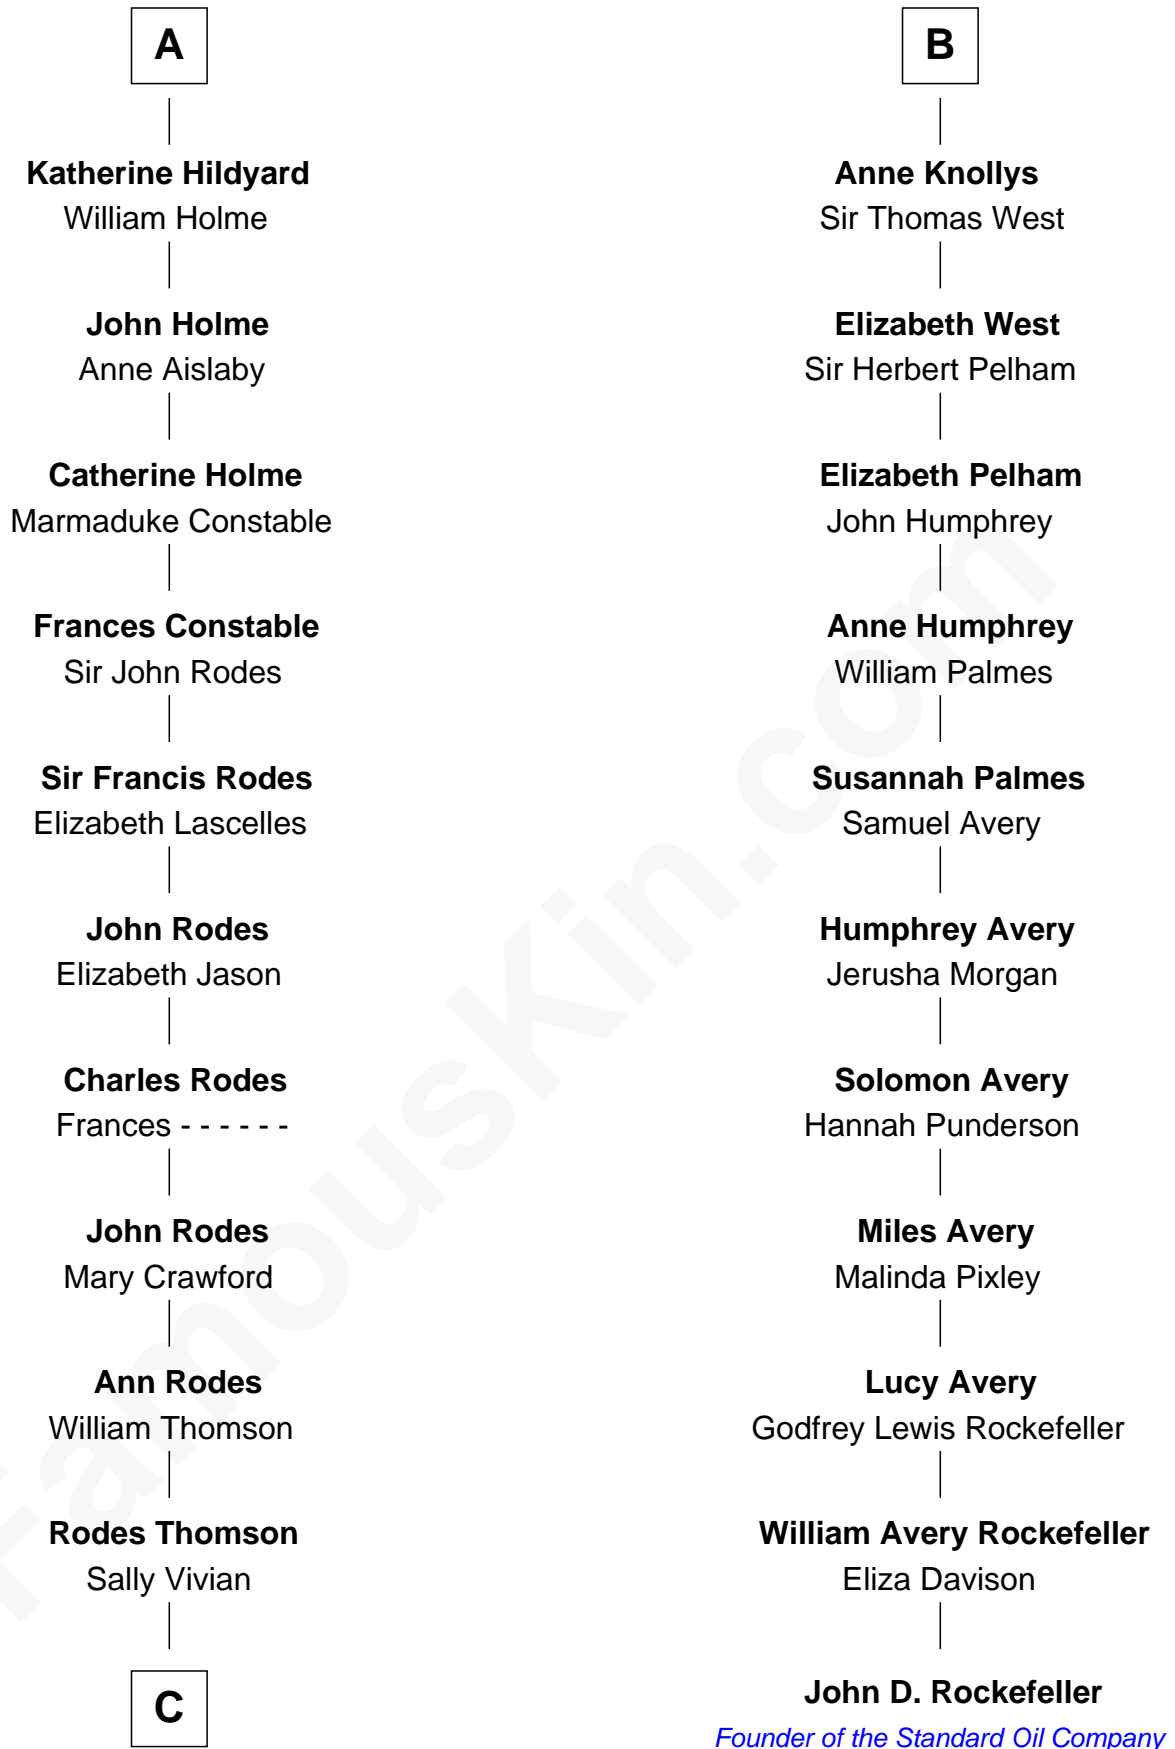 A
Katherine Hildyard
William Holme
John Holme
Anne Aislaby
Catherine Holme
Marmaduke Constable
Frances Constable
Sir John Rodes
Sir Francis Rodes
Elizabeth Lascelles
John Rodes
Elizabeth Jason
Charles Rodes
Frances - - - - - -
John Rodes
Mary Crawford
Ann Rodes
William Thomson
Rodes Thomson
Sally Vivian
C
B
Anne Knollys
Sir Thomas West
Elizabeth West
Sir Herbert Pelham
Elizabeth Pelham
John Humphrey
Anne Humphrey
William Palmes
Susannah Palmes
Samuel Avery
Humphrey Avery
Jerusha Morgan
Solomon Avery
Hannah Punderson
Miles Avery
Malinda Pixley
Lucy Avery
Godfrey Lewis Rockefeller
William Avery Rockefeller
Eliza Davison
John D. Rockefeller
Founder of the Standard Oil Company
FamousKin.com